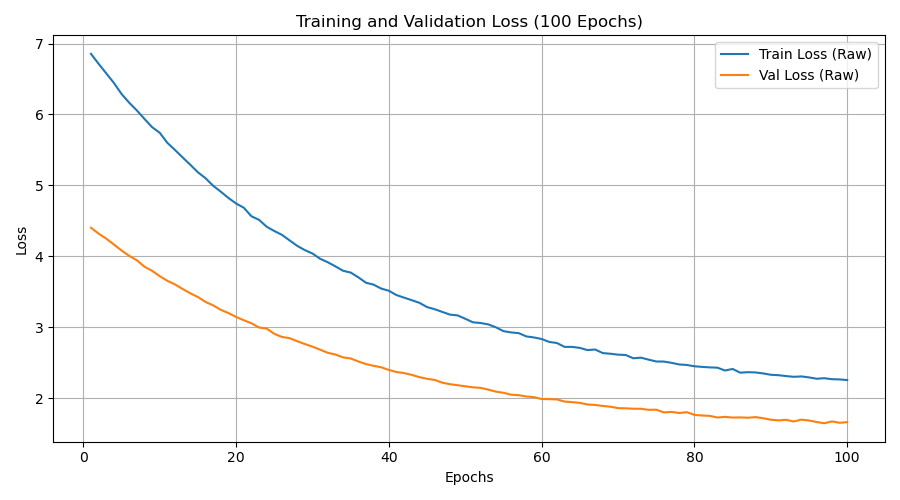 Training and Validation Loss (100 Epochs)
Train Loss (Raw)
Val Loss (Raw)
Loss
7
6
5
4
3
2
0 20 40 60 80 100
Epochs